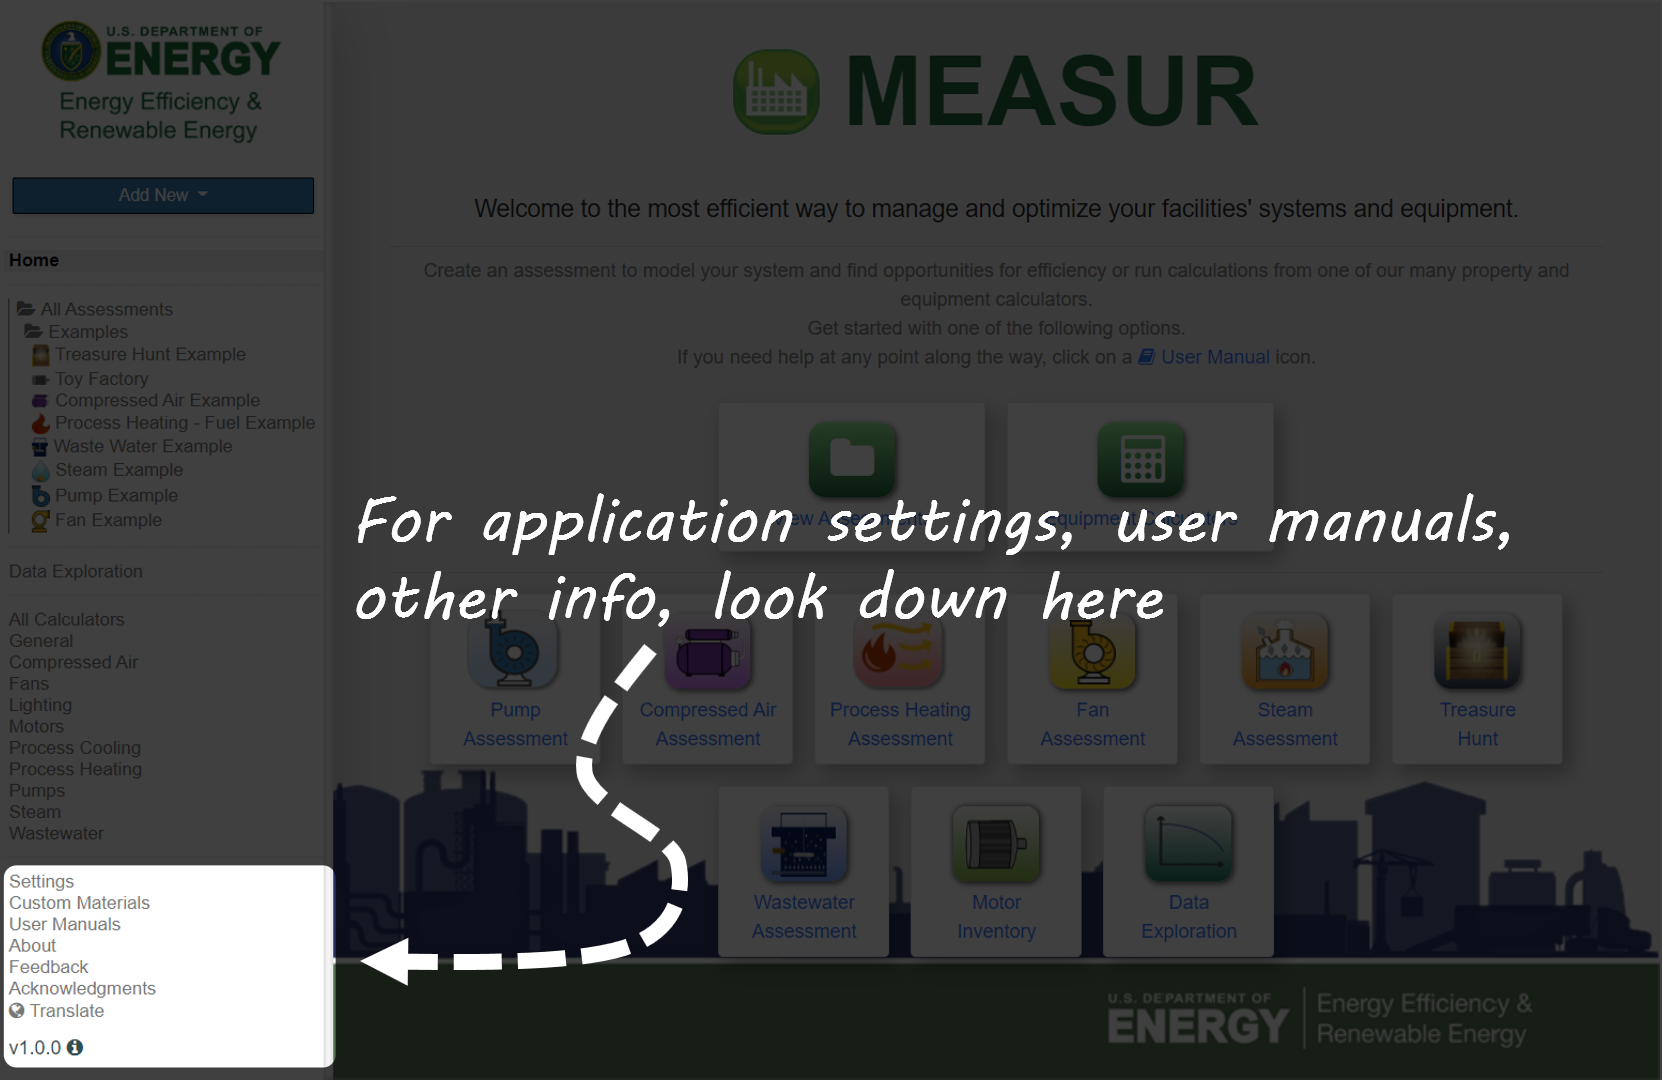 U.S. DEPARTMENT OF
ENERGY
Energy Efficiency &
Renewable Energy
Add New
Home
All Assessments
Examples
Treasure Hunt Example
Toy Factory
Compressed Air Example
Process Heating - Fuel Example
Waste Water Example
Steam Example
Pump Example
Fan Example
Data Exploration
All Calculators
General
Compressed Air
Fans
Lighting
Motors
Process Cooling
Process Heating
Pumps
Steam
Wastewater
Settings
Custom Materials
User Manuals
About
Feedback
Acknowledgments
Translate
v1.0.0
MEASUR
Welcome to the most efficient way to manage and optimize your facilities' systems and equipment.
Create an assessment to model your system and find opportunities for efficiency or run calculations from one of our many property and
equipment calculators.
Get started with one of the following options.
If you need help at any point along the way, click on a User Manual icon.
View Assessments
Equipment Calculators
For application settings, user manuals,
other info, look down here
Pump
Assessment
Compressed Air
Assessment
Process Heating
Assessment
Fan
Assessment
Steam
Assessment
Treasure
Hunt
Wastewater
Assessment
Motor
Inventory
Data
Exploration
U.S. DEPARTMENT OF
ENERGY
Energy Efficiency &
Renewable Energy